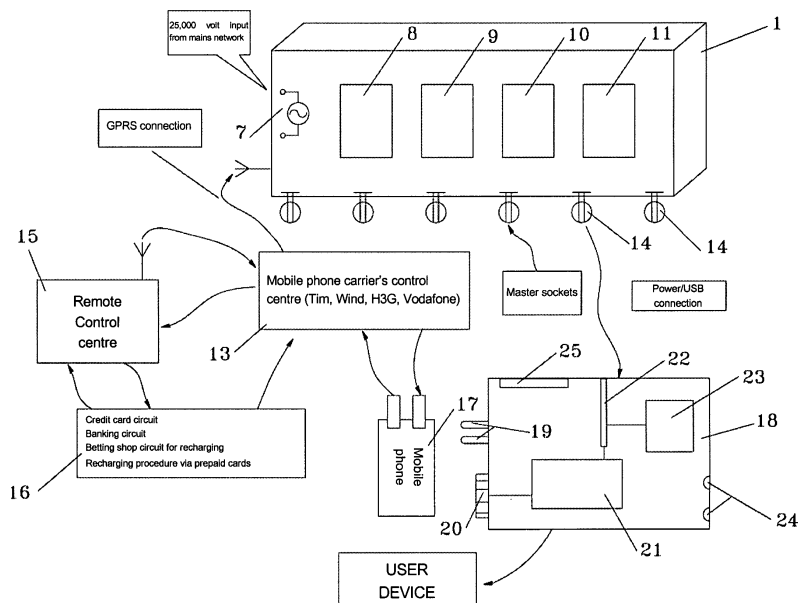 25,000 volt input
from mains network
8
9
10
11
1
7
GPRS connection
14
14
15
Remote
Control
centre
Mobile phone carrier's control
centre (Tim, Wind, H3G, Vodafone)
13
Master sockets
Power/USB
connection
Credit card circuit
Banking circuit
Betting shop circuit for recharging
Recharging procedure via prepaid cards
16
Mobile
phone
17
25
22
23
18
19
20
21
24
USER
DEVICE